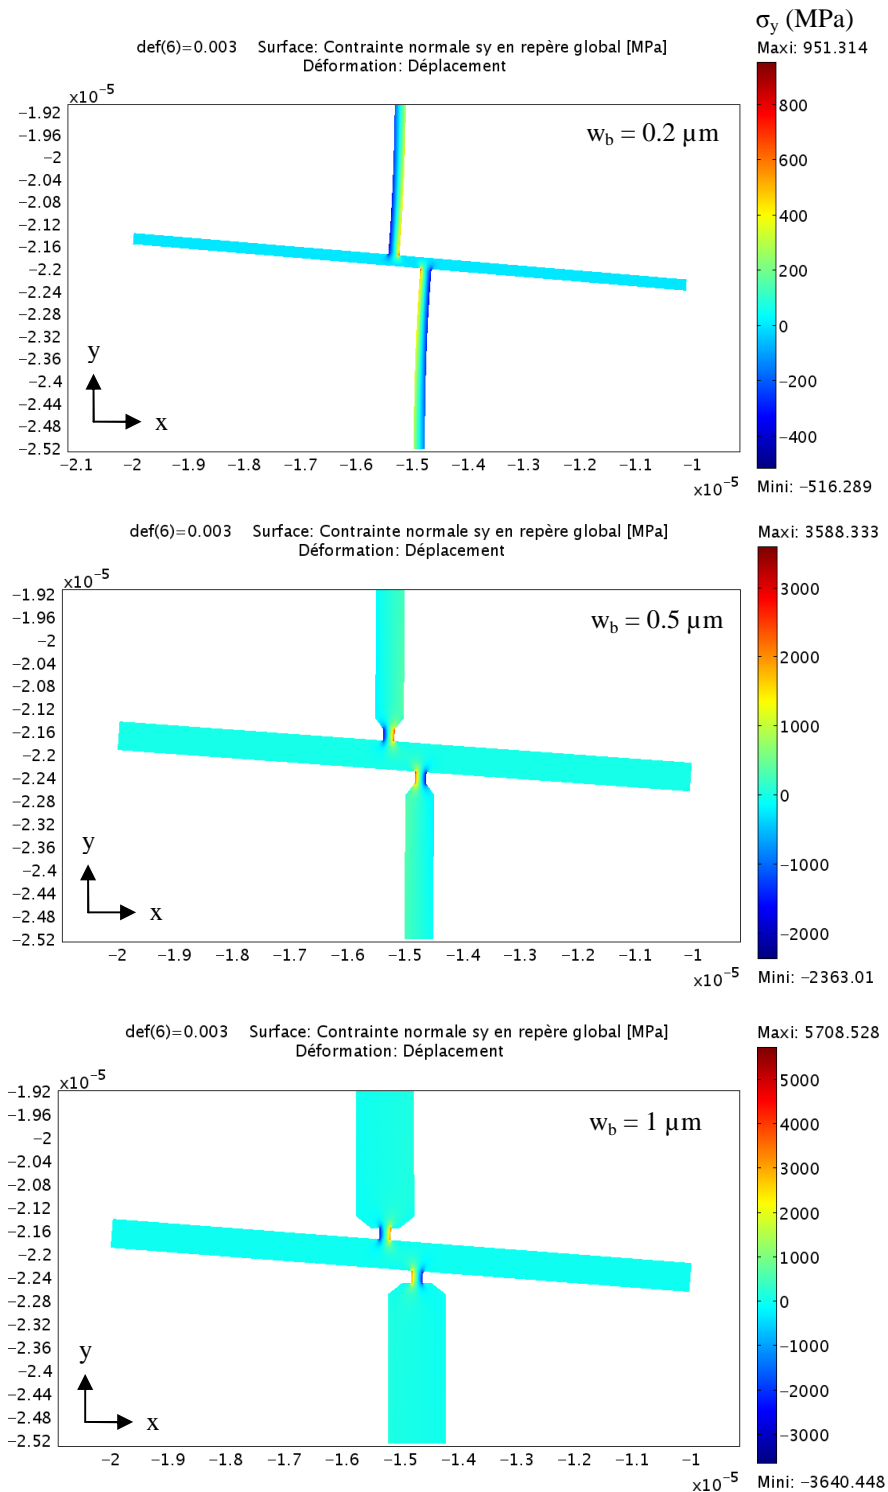 σy (MPa)
def(6)=0.003 Surface: Contrainte normale sy en repère global [MPa]
Déformation: Déplacement
Maxi: 951.314
x10⁻⁵
wb = 0.2 µm
−1.92
−1.96
−2
−2.04
−2.08
−2.12
−2.16
−2.2
−2.24
−2.28
−2.32
−2.36
−2.4
−2.44
−2.48
−2.52
y
x
−2.1 −2 −1.9 −1.8 −1.7 −1.6 −1.5 −1.4 −1.3 −1.2 −1.1 −1
x10⁻⁵
800
600
400
200
0
−200
−400
Mini: −516.289
def(6)=0.003 Surface: Contrainte normale sy en repère global [MPa]
Déformation: Déplacement
Maxi: 3588.333
x10⁻⁵
wb = 0.5 µm
−1.92
−1.96
−2
−2.04
−2.08
−2.12
−2.16
−2.2
−2.24
−2.28
−2.32
−2.36
−2.4
−2.44
−2.48
−2.52
y
x
−2 −1.9 −1.8 −1.7 −1.6 −1.5 −1.4 −1.3 −1.2 −1.1 −1
x10⁻⁵
3000
2000
1000
0
−1000
−2000
Mini: −2363.01
def(6)=0.003 Surface: Contrainte normale sy en repère global [MPa]
Déformation: Déplacement
Maxi: 5708.528
x10⁻⁵
wb = 1 µm
−1.92
−1.96
−2
−2.04
−2.08
−2.12
−2.16
−2.2
−2.24
−2.28
−2.32
−2.36
−2.4
−2.44
−2.48
−2.52
y
x
−2 −1.9 −1.8 −1.7 −1.6 −1.5 −1.4 −1.3 −1.2 −1.1 −1
x10⁻⁵
5000
4000
3000
2000
1000
0
−1000
−2000
−3000
Mini: −3640.448